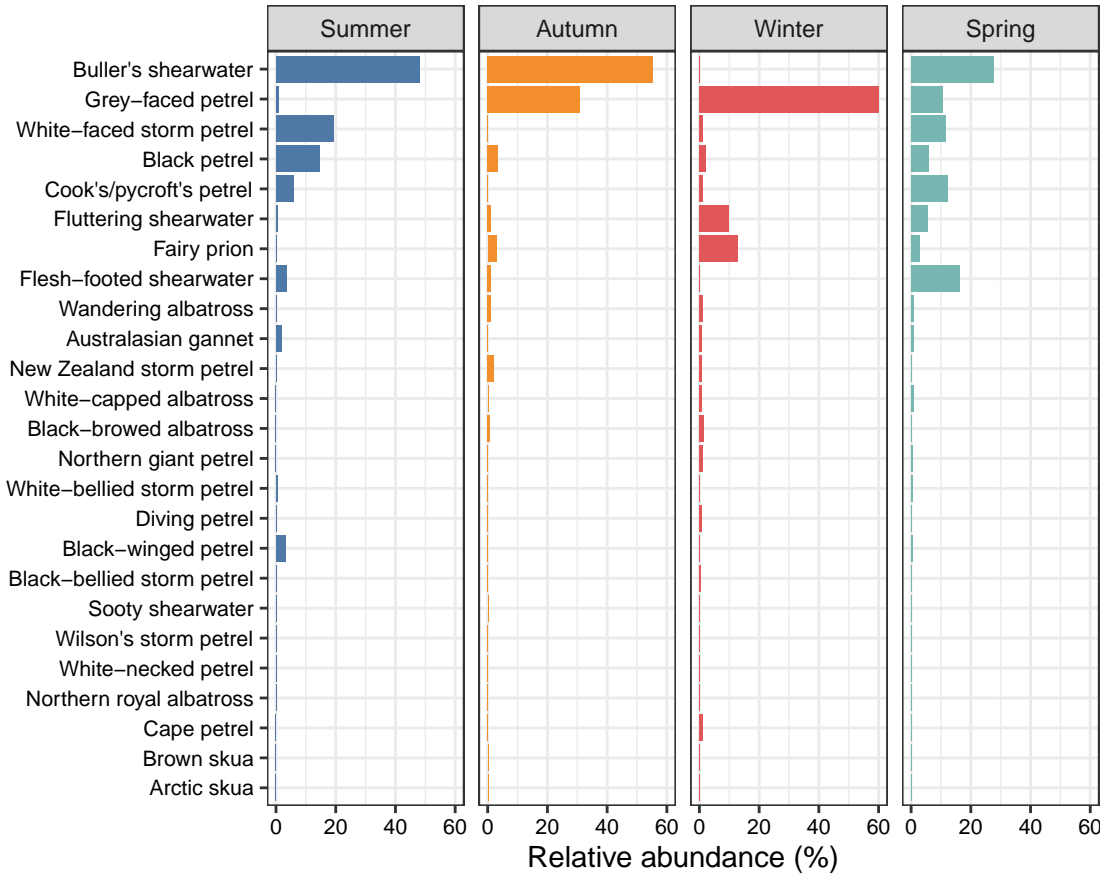 Summer Autumn Winter Spring
Buller's shearwater
Grey−faced petrel
White−faced storm petrel
Black petrel
Cook's/pycroft's petrel
Fluttering shearwater
Fairy prion
Flesh−footed shearwater
Wandering albatross
Australasian gannet
New Zealand storm petrel
White−capped albatross
Black−browed albatross
Northern giant petrel
White−bellied storm petrel
Diving petrel
Black−winged petrel
Black−bellied storm petrel
Sooty shearwater
Wilson's storm petrel
White−necked petrel
Northern royal albatross
Cape petrel
Brown skua
Arctic skua
0 20 40 60 0 20 40 60 0 20 40 60 0 20 40 60
Relative abundance (%)